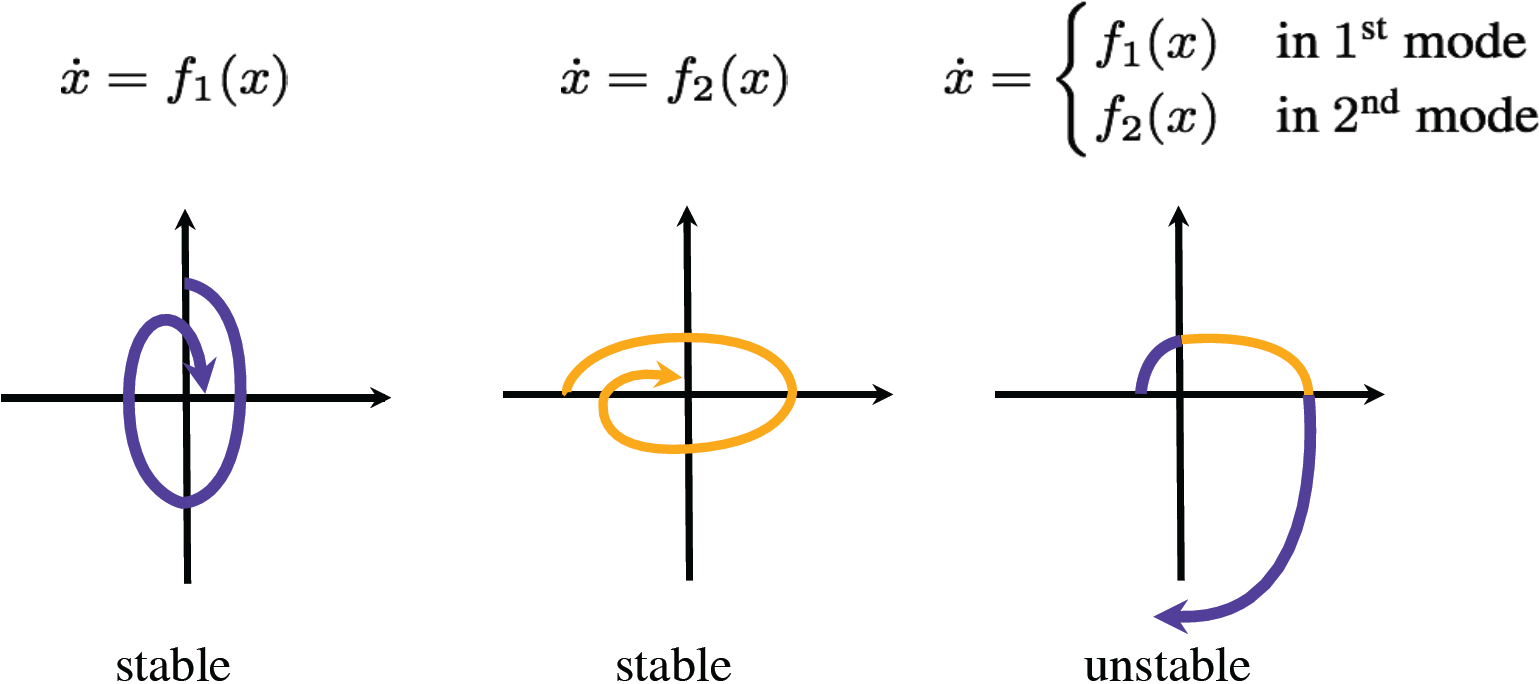 ẋ = f₁(x)
ẋ = f₂(x)
ẋ = { f₁(x) in 1ˢᵗ mode
f₂(x) in 2ⁿᵈ mode
stable
stable
unstable